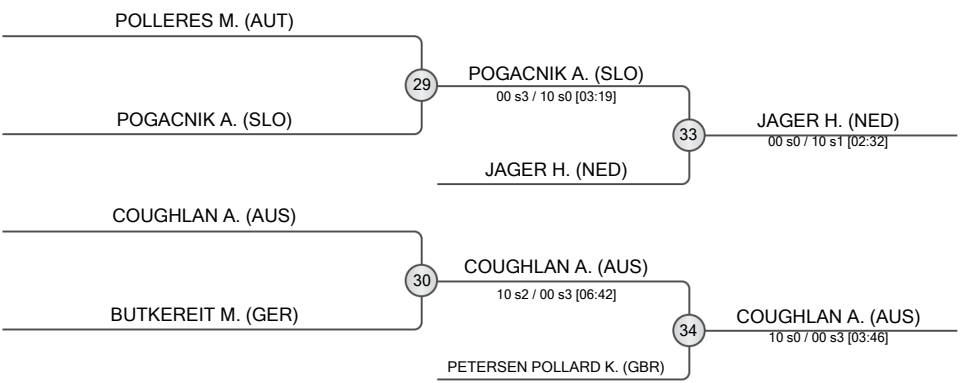 POLLERES M. (AUT)
29
POGACNIK A. (SLO)
00 s3 / 10 s0 [03:19]
POGACNIK A. (SLO)
33
JAGER H. (NED)
00 s0 / 10 s1 [02:32]
JAGER H. (NED)
COUGHLAN A. (AUS)
30
COUGHLAN A. (AUS)
10 s2 / 00 s3 [06:42]
BUTKEREIT M. (GER)
34
COUGHLAN A. (AUS)
10 s0 / 00 s3 [03:46]
PETERSEN POLLARD K. (GBR)